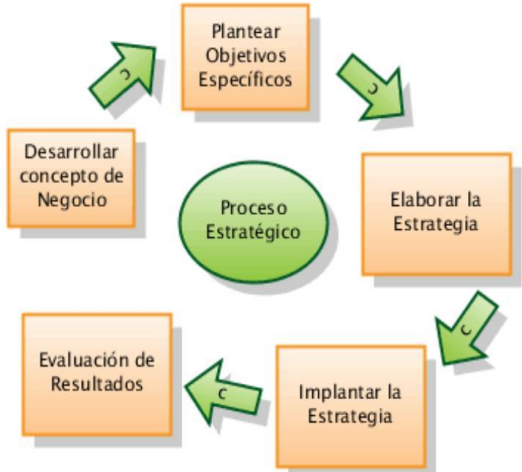 Plantear
Objetivos
Específicos
Desarrollar
concepto de
Negocio
Proceso
Estratégico
Elaborar la
Estrategia
Implantar la
Estrategia
Evaluación de
Resultados